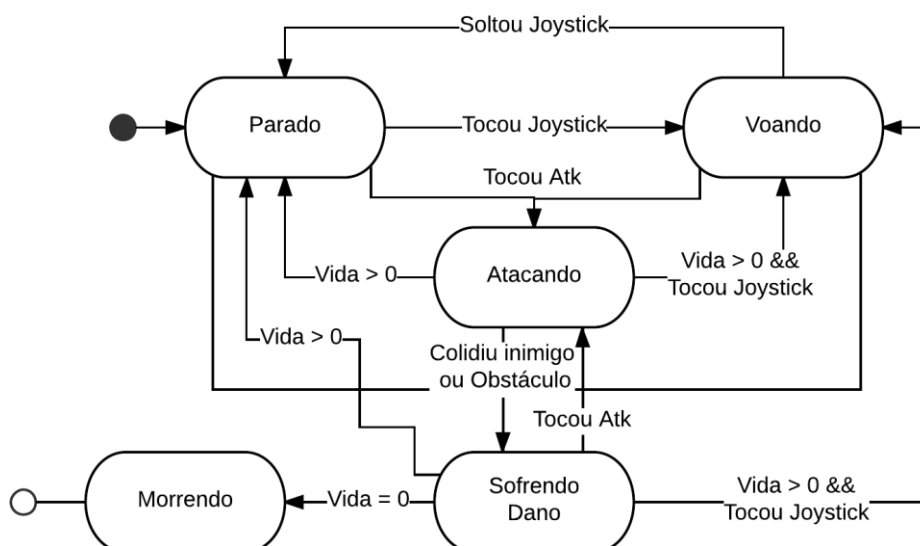 Soltou Joystick
Parado
Tocou Joystick
Voando
Tocou Atk
Vida > 0
Atacando
Vida > 0 &&
Tocou Joystick
Vida > 0
Colidiu inimigo
ou Obstáculo
Tocou Atk
Morrendo
Vida = 0
Sofrendo
Dano
Vida > 0 &&
Tocou Joystick